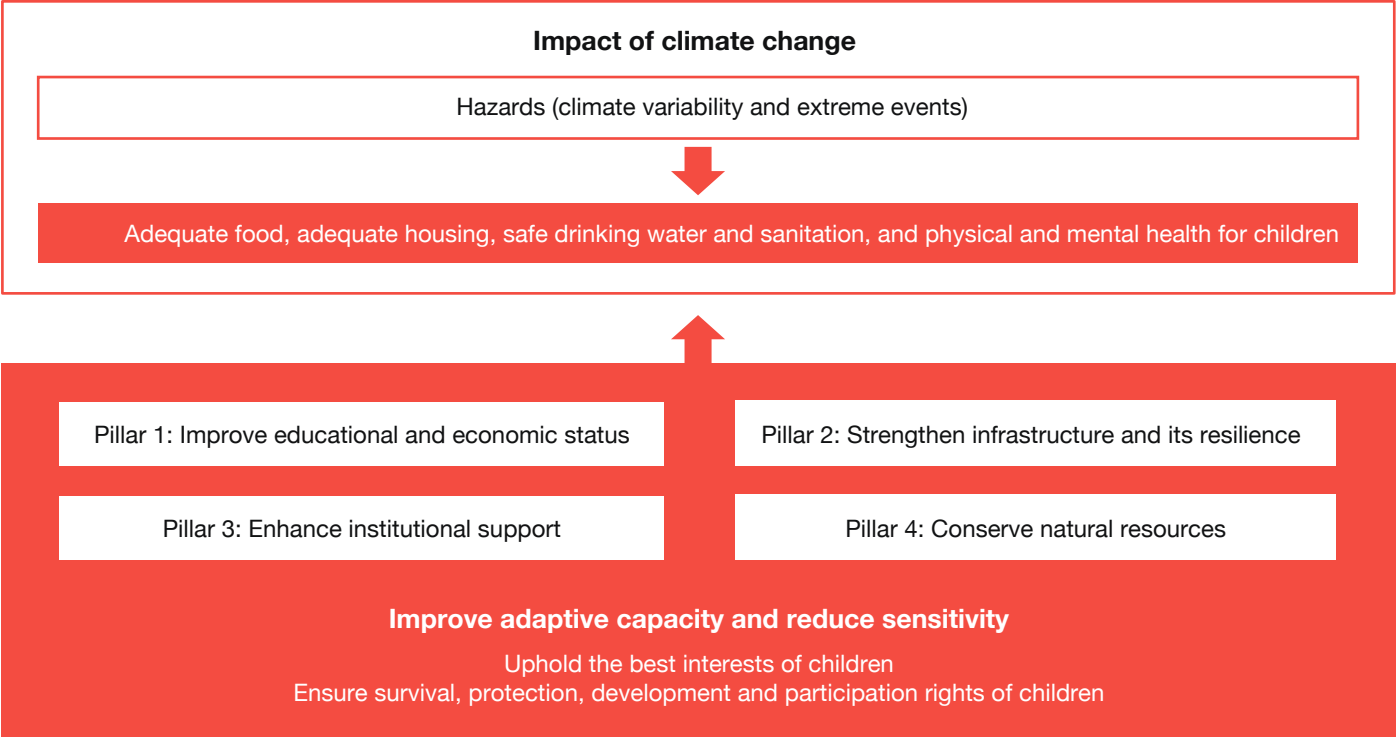 Impact of climate change
Hazards (climate variability and extreme events)
Adequate food, adequate housing, safe drinking water and sanitation, and physical and mental health for children
Pillar 1: Improve educational and economic status
Pillar 2: Strengthen infrastructure and its resilience
Pillar 3: Enhance institutional support
Pillar 4: Conserve natural resources
Improve adaptive capacity and reduce sensitivity
Uphold the best interests of children
Ensure survival, protection, development and participation rights of children